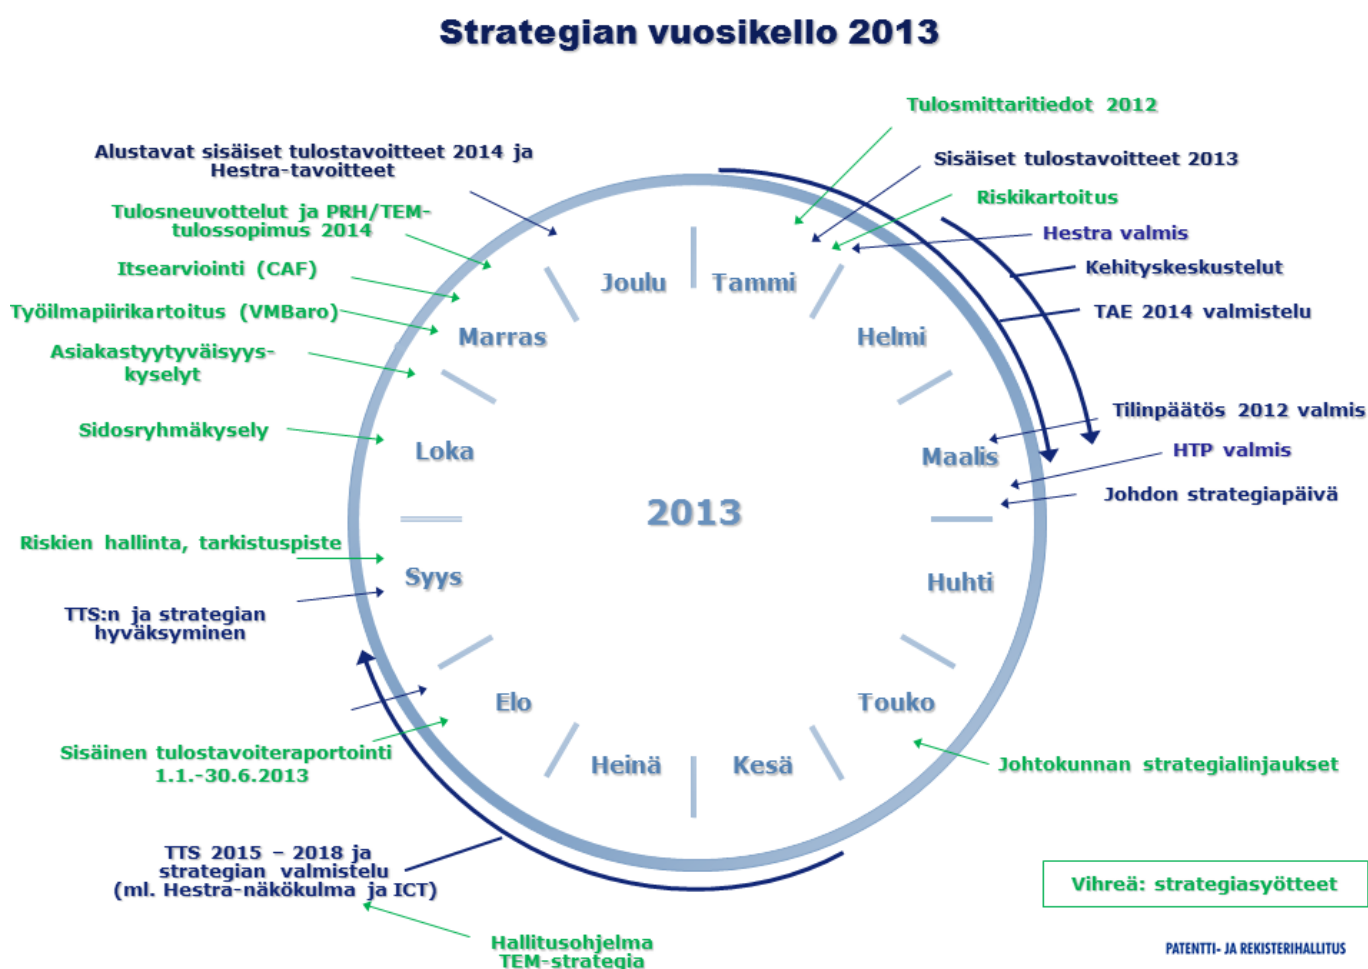 Strategian vuosikello 2013
Tulosmittaritiedot 2012
Sisäiset tulostavoitteet 2013
Riskikartoitus
Hestra valmis
Kehityskeskustelut
TAE 2014 valmistelu
Tilinpäätös 2012 valmis
HTP valmis
Johdon strategiapäivä
Johtokunnan strategialinjaukset
Alustavat sisäiset tulostavoitteet 2014 ja
Hestra-tavoitteet
Tulosneuvottelut ja PRH/TEM-
tulossopimus 2014
Itsearviointi (CAF)
Työilmapiirikartoitus (VMBaro)
Asiakastyytyväisyys-
kyselyt
Sidosryhmäkysely
Riskien hallinta, tarkistuspiste
TTS:n ja strategian
hyväksyminen
Sisäinen tulostavoiteraportointi
1.1.-30.6.2013
TTS 2015 – 2018 ja
strategian valmistelu
(ml. Hestra-näkökulma ja ICT)
Hallitusohjelma
TEM-strategia
Joulu
Tammi
Helmi
Maalis
Huhti
Touko
Kesä
Heinä
Elo
Syys
Loka
Marras
2013
Vihreä: strategiasyötteet
PATENTTI- JA REKISTERIHALLITUS